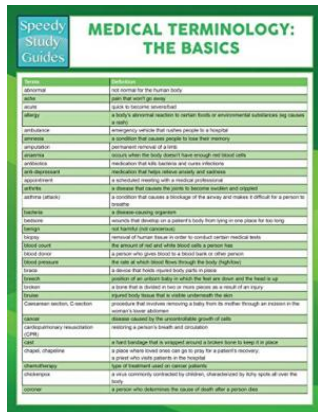 Speedy
Study
Guides
MEDICAL TERMINOLOGY:
THE BASICS
Terms Definition
abnormal not normal for the human body
ache pain that won't go away
acute quick to become severe/bad
allergy a body's abnormal reaction to certain foods or environmental substances (eg causes
a rash)
ambulance emergency vehicle that rushes people to a hospital
amnesia a condition that causes people to lose their memory
amputation permanent removal of a limb
anaemia occurs when the body doesn't have enough red blood cells
antibiotics medication that kills bacteria and cures infections
anti-depressant medication that helps relieve anxiety and sadness
appointment a scheduled meeting with a medical professional
arthritis a disease that causes the joints to become swollen and crippled
asthma (attack) a condition that causes a blockage of the airway and makes it difficult for a person to
breathe
bacteria a disease-causing organism
bedsore wounds that develop on a patient's body from lying in one place for too long
benign not harmful (not cancerous)
biopsy removal of human tissue in order to conduct certain medical tests
blood count the amount of red and white blood cells a person has
blood donor a person who gives blood to a blood bank or other person
blood pressure the rate at which blood flows through the body (high/low)
brace a device that holds injured body parts in place
breech position of an unborn baby in which the feet are down and the head is up
broken a bone that is divided in two or more pieces as a result of an injury
bruise injured body tissue that is visible underneath the skin
Caesarean section, C-section procedure that involves removing a baby from its mother through an incision in the
woman's lower abdomen
cancer disease caused by the uncontrollable growth of cells
cardiopulmonary resuscitation restoring a person's breath and circulation
(CPR)
cast a hard bandage that is wrapped around a broken bone to keep it in place
chapel, chapeline a place where loved ones can go to pray for a patient's recovery;
a priest who visits patients in the hospital
chemotherapy type of treatment used on cancer patients
chickenpox a virus commonly contracted by children, characterized by itchy spots all over the
body
coroner a person who determines the cause of death after a person dies